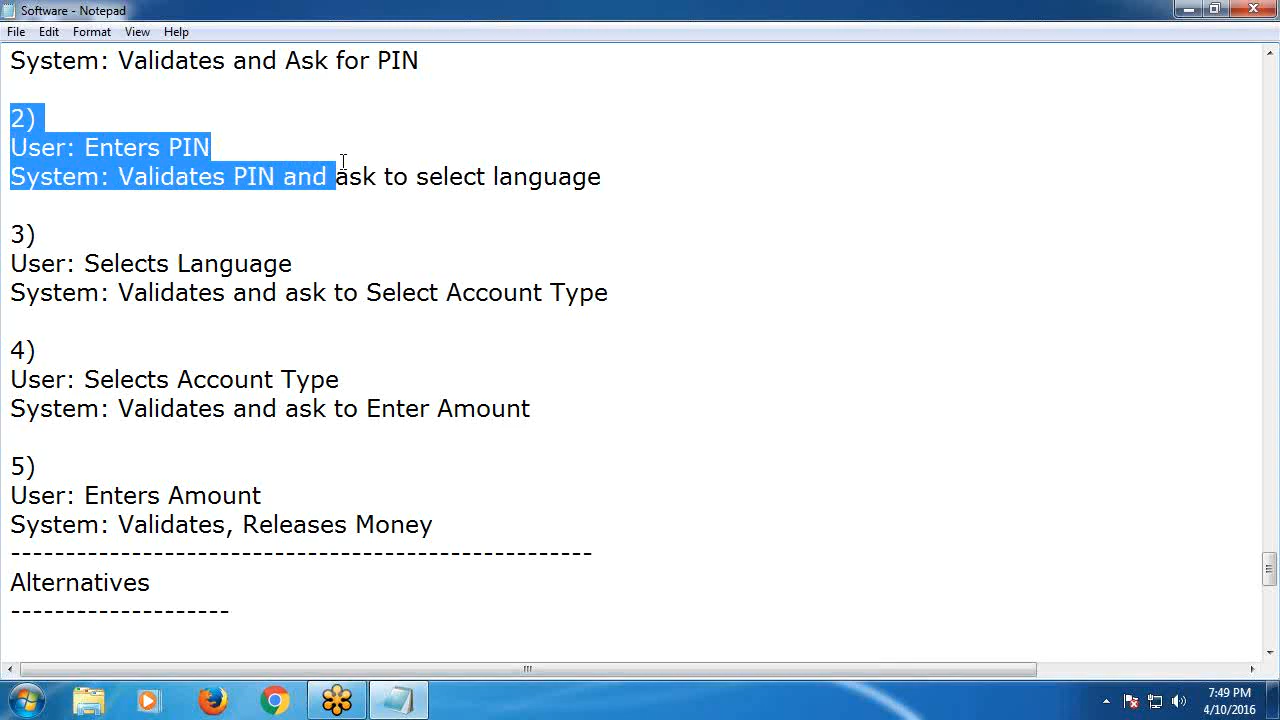 Software - Notepad
File Edit Format View Help
System: Validates and Ask for PIN
2)
User: Enters PIN
System: Validates PIN and ask to select language
3)
User: Selects Language
System: Validates and ask to Select Account Type
4)
User: Selects Account Type
System: Validates and ask to Enter Amount
5)
User: Enters Amount
System: Validates, Releases Money
-----------------------------------------------------
Alternatives
--------------------
7:49 PM
4/10/2016